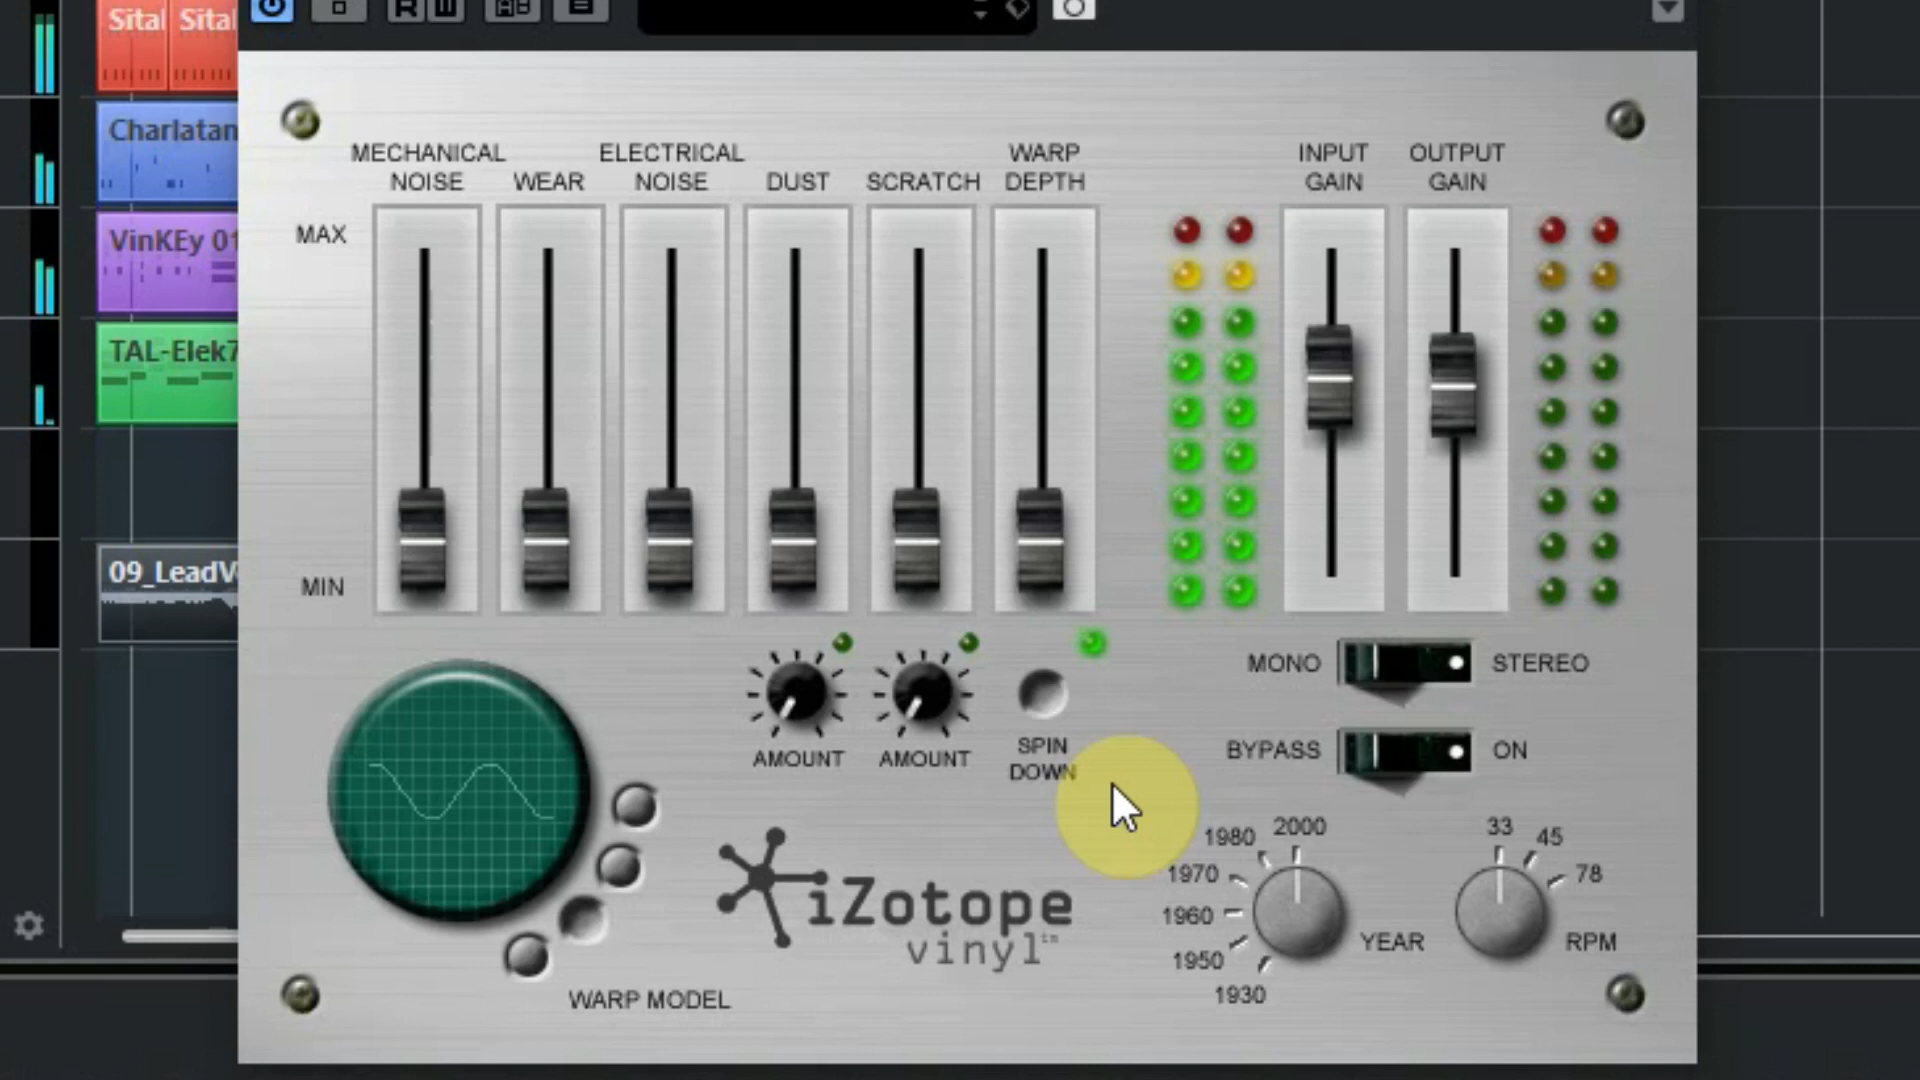 Sital Sital
R W
AB
Charlatan
VinKEy 01
TAL-Elek7
09_LeadV
MECHANICAL NOISE
WEAR
ELECTRICAL NOISE
DUST
SCRATCH
WARP DEPTH
INPUT GAIN
OUTPUT GAIN
MAX
MIN
AMOUNT
AMOUNT
SPIN DOWN
MONO
STEREO
BYPASS
ON
iZotope
vinyl™
WARP MODEL
2000
1980
1970
1960
1950
1930
YEAR
33
45
78
RPM